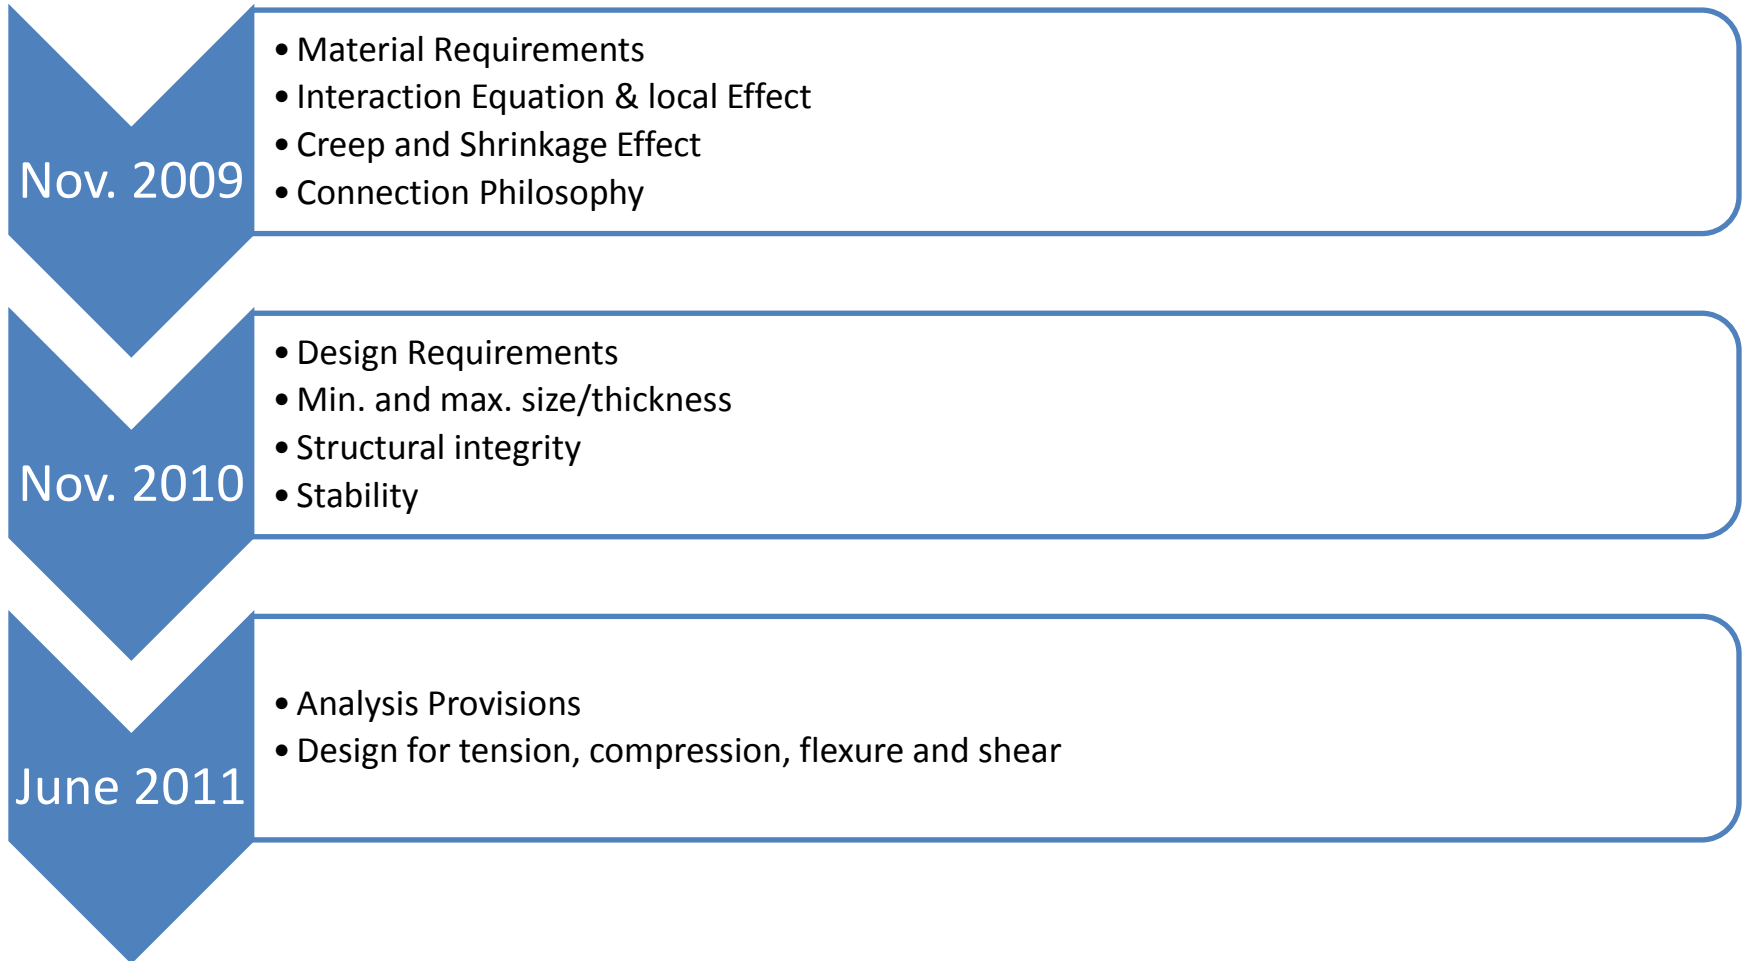 Nov. 2009
• Material Requirements
• Interaction Equation & local Effect
• Creep and Shrinkage Effect
• Connection Philosophy
Nov. 2010
• Design Requirements
• Min. and max. size/thickness
• Structural integrity
• Stability
June 2011
• Analysis Provisions
• Design for tension, compression, flexure and shear